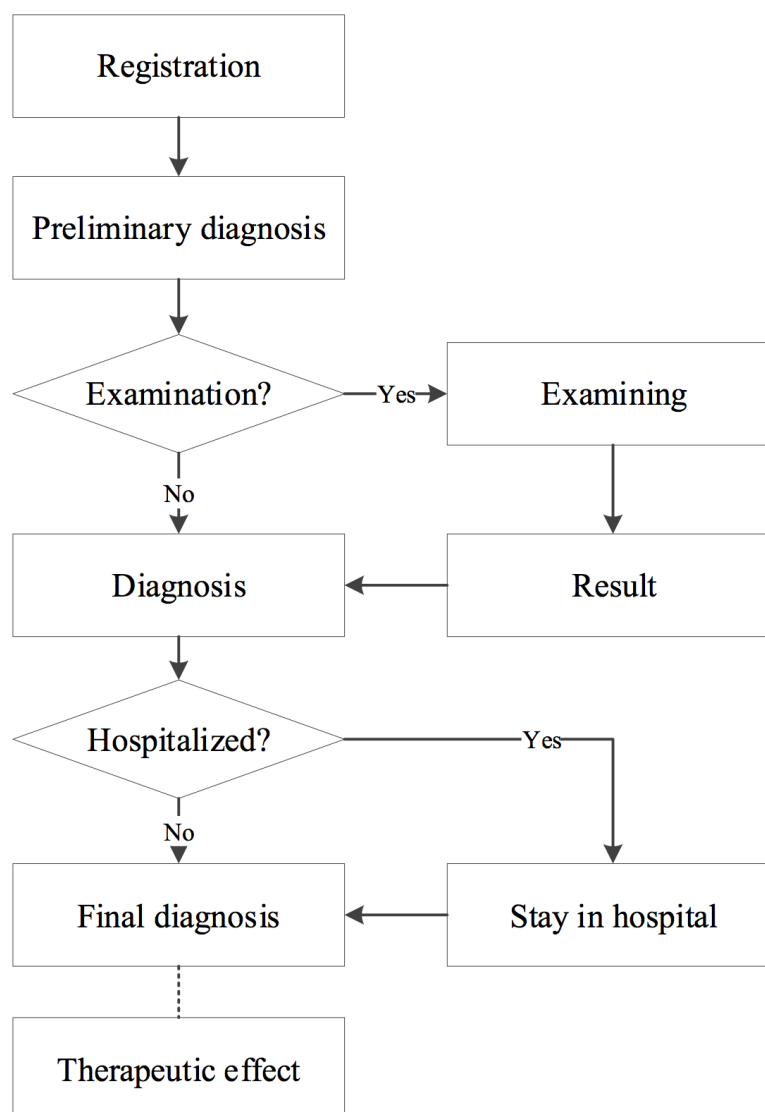 Registration
Preliminary diagnosis
Examination?
Yes
Examining
No
Diagnosis
Result
Hospitalized?
Yes
No
Final diagnosis
Stay in hospital
Therapeutic effect